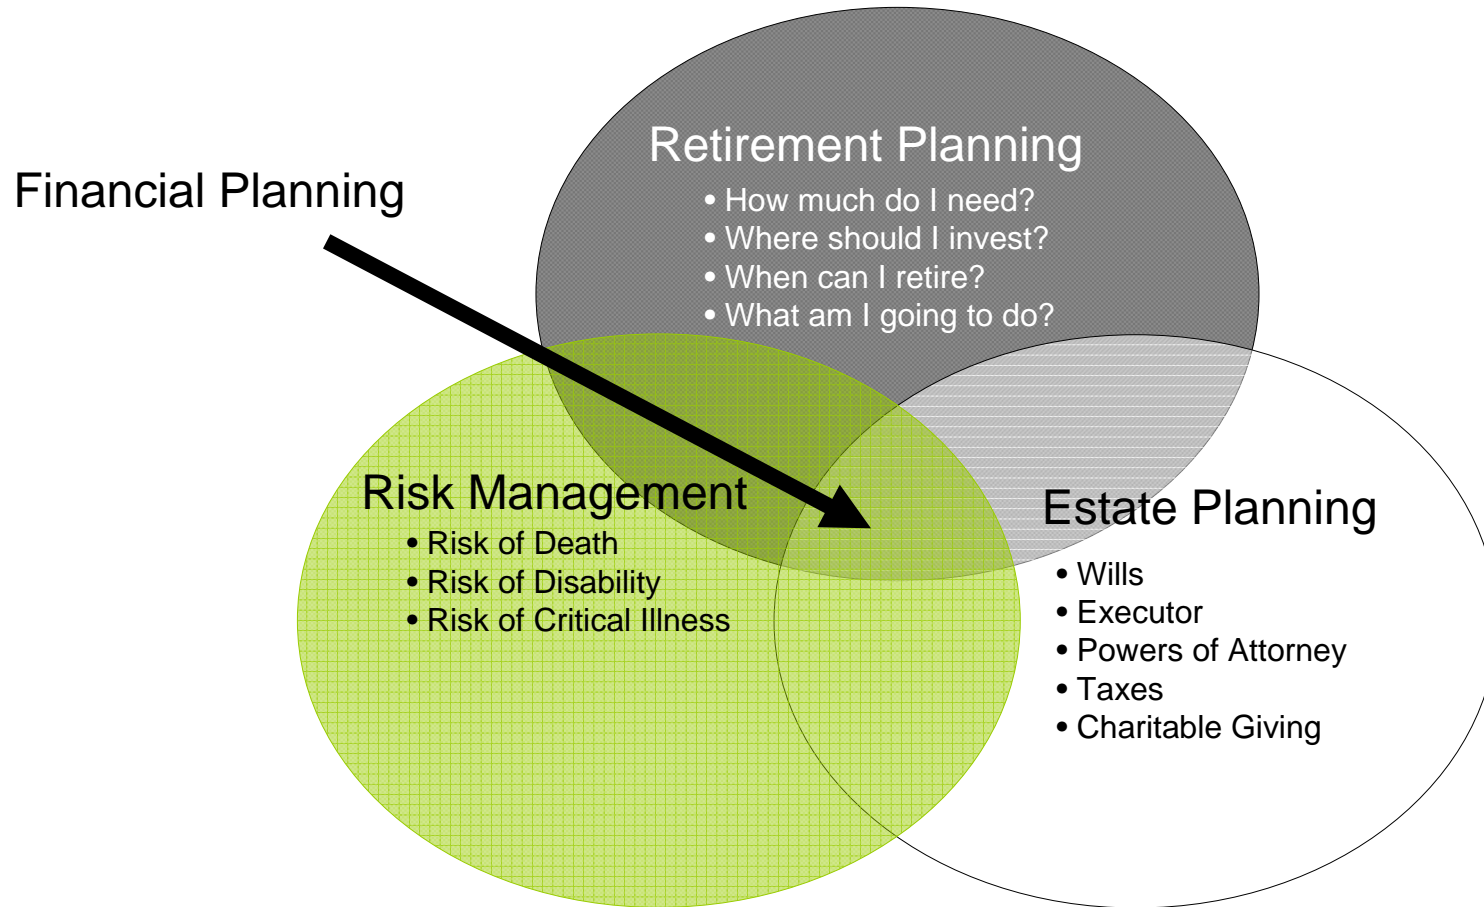 Financial Planning
Retirement Planning
• How much do I need?
• Where should I invest?
• When can I retire?
• What am I going to do?
Risk Management
• Risk of Death
• Risk of Disability
• Risk of Critical Illness
Estate Planning
• Wills
• Executor
• Powers of Attorney
• Taxes
• Charitable Giving